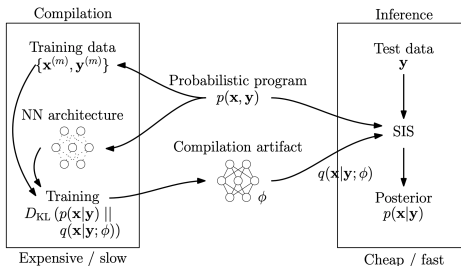 Compilation
Training data
{x^(m), y^(m)}
NN architecture
Training
D_KL (p(x|y) ||
q(x|y; ϕ))
Expensive / slow
Probabilistic program
p(x, y)
Compilation artifact
ϕ
q(x|y; ϕ)
Inference
Test data
y
SIS
Posterior
p(x|y)
Cheap / fast